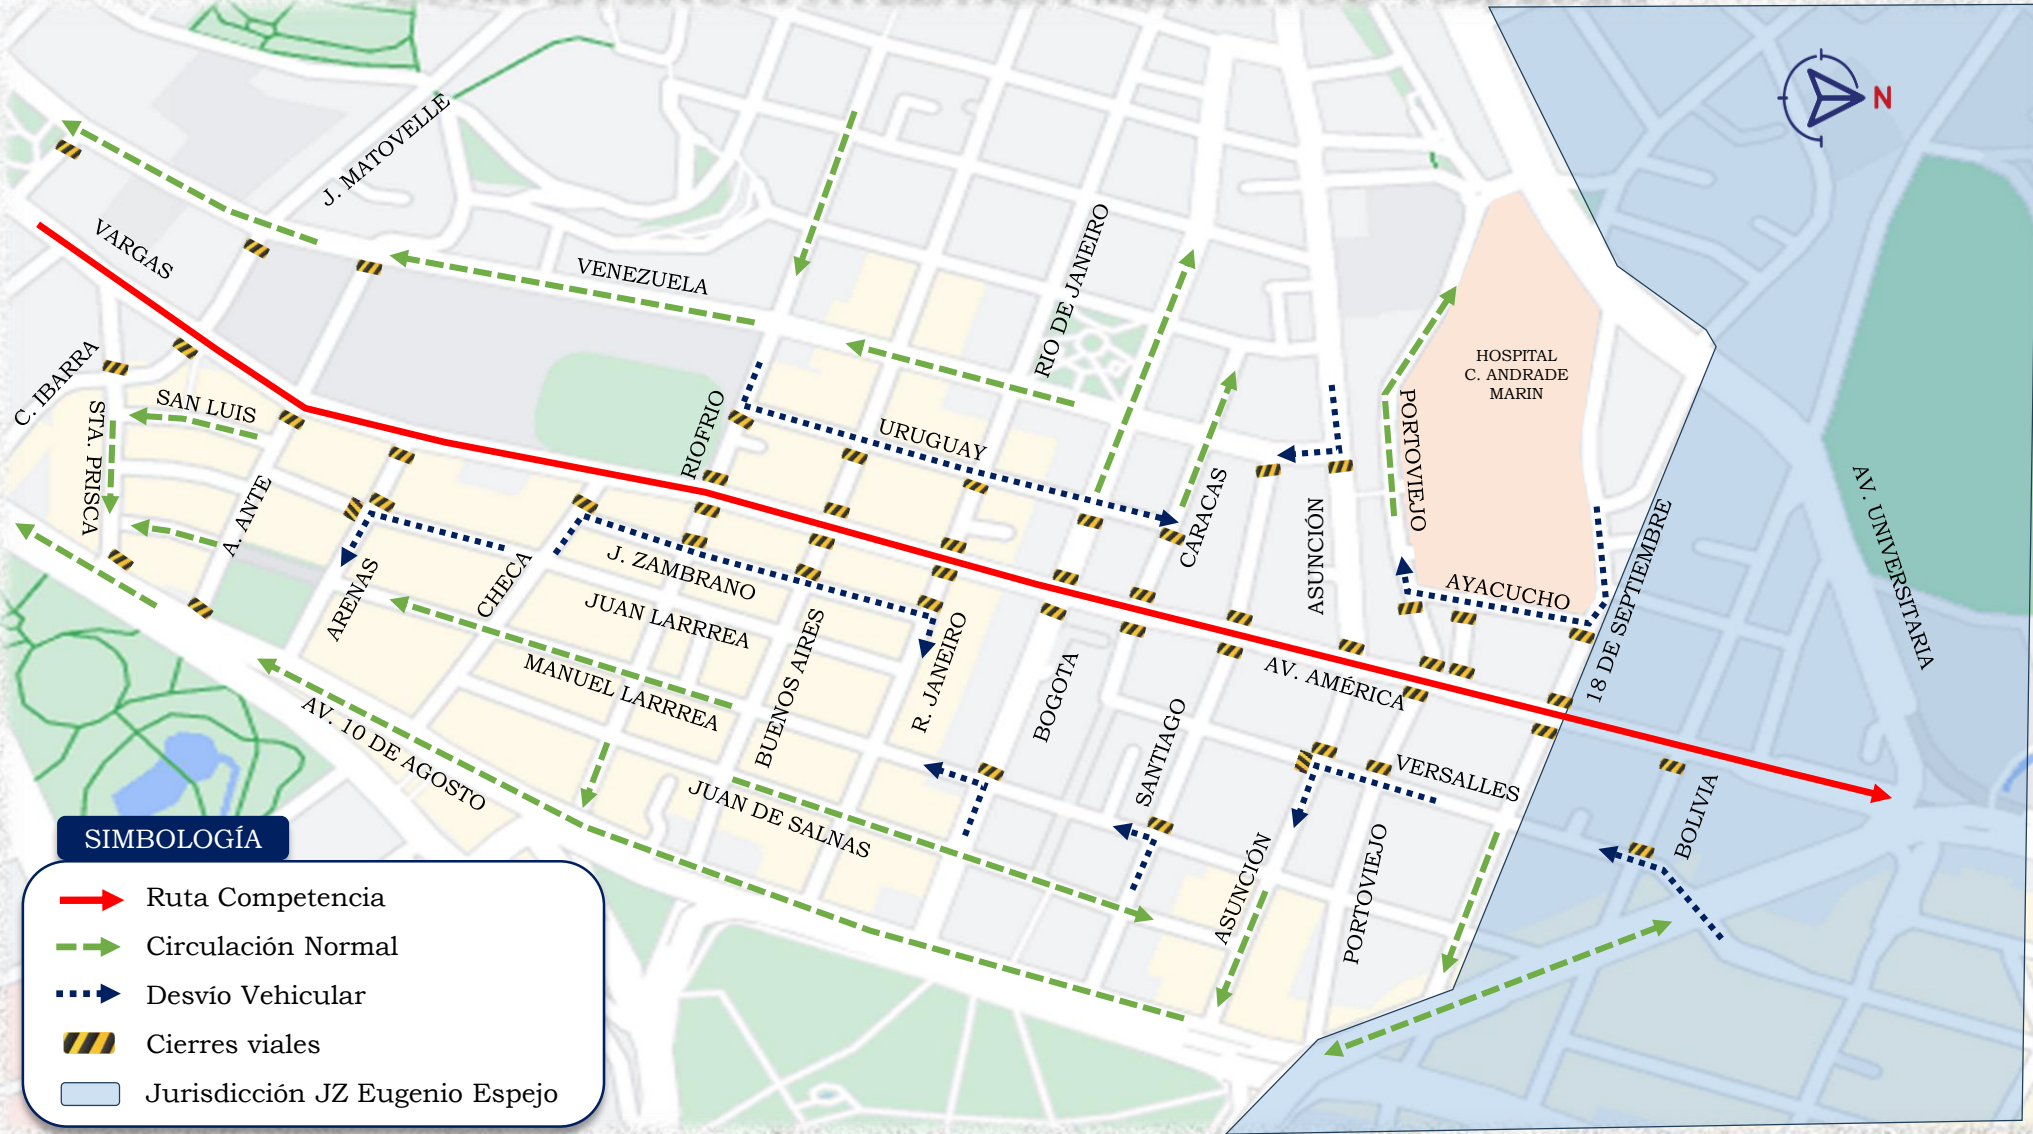 N
J. MATOVELLE
VARGAS
VENEZUELA
RIO DE JANEIRO
C. IBARRA
STA. PRISCA
SAN LUIS
A. ANTE
RIOFRIO
URUGUAY
CARACAS
ASUNCIÓN
PORTOVIEJO
HOSPITAL
C. ANDRADE
MARIN
AYACUCHO
18 DE SEPTIEMBRE
AV. UNIVERSITARIA
ARENAS
CHECA
J. ZAMBRANO
JUAN LARRREA
MANUEL LARRREA
BUENOS AIRES
R. JANEIRO
BOGOTA
SANTIAGO
AV. AMÉRICA
VERSALLES
BOLIVIA
AV. 10 DE AGOSTO
JUAN DE SALNAS
ASUNCIÓN
PORTOVIEJO
SIMBOLOGÍA
Ruta Competencia
Circulación Normal
Desvío Vehicular
Cierres viales
Jurisdicción JZ Eugenio Espejo